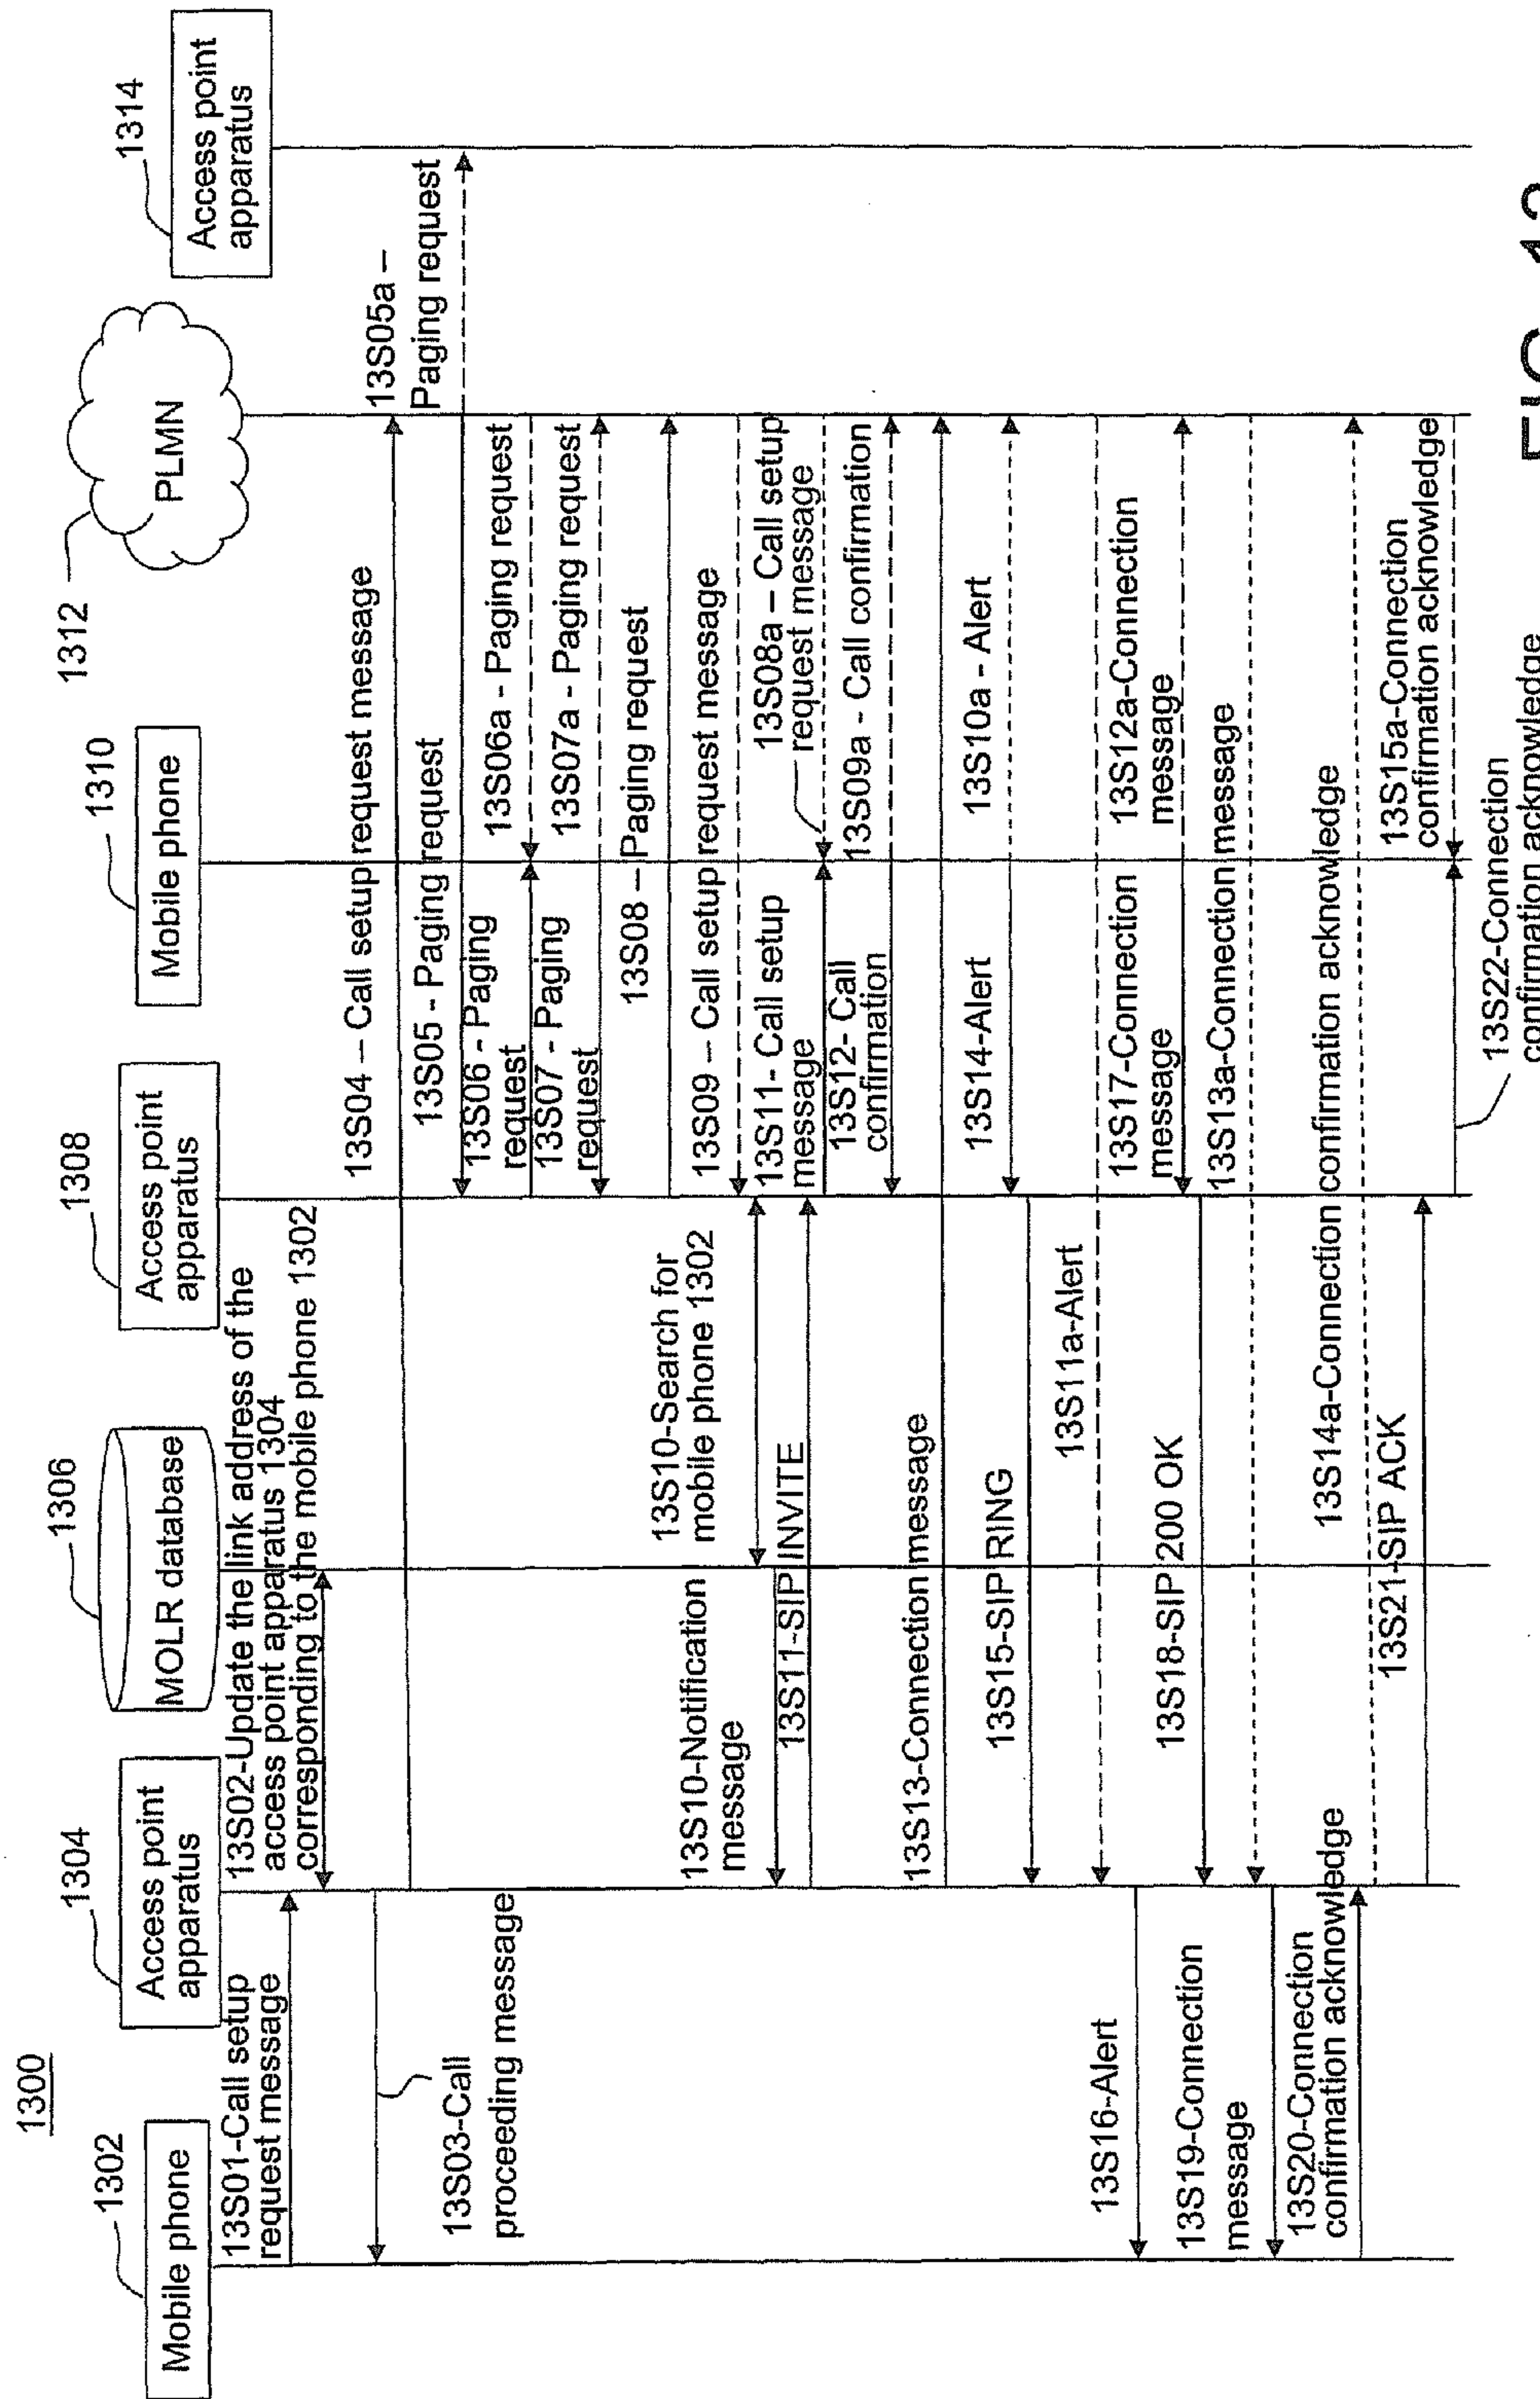 1300
1302
Mobile phone
1304
Access point
apparatus
1306
MOLR database
1308
Access point
apparatus
1310
Mobile phone
1312
PLMN
1314
Access point
apparatus
13S01-Call setup
request message
13S02-Update the link address of the
access point apparatus 1304
corresponding to the mobile phone 1302
13S03-Call
proceeding message
13S04 – Call setup request message
13S05 - Paging request
13S05a –
Paging request
13S06 - Paging
request
13S06a - Paging request
13S07 - Paging
request
13S07a - Paging request
13S08 – Paging request
13S09 – Call setup request message
13S10-Search for
mobile phone 1302
13S10-Notification
message
13S11-SIP INVITE
13S11- Call setup
message
13S08a – Call setup
request message
13S12- Call
confirmation
13S09a - Call confirmation
13S13-Connection message
13S14-Alert
13S10a - Alert
13S15-SIP RING
13S11a-Alert
13S16-Alert
13S17-Connection
message
13S12a-Connection
message
13S18-SIP 200 OK
13S13a-Connection message
13S19-Connection
message
13S20-Connection
confirmation acknowledge
13S14a-Connection confirmation acknowledge
13S21-SIP ACK
13S15a-Connection
confirmation acknowledge
13S22-Connection
confirmation acknowledge
FIG. 13